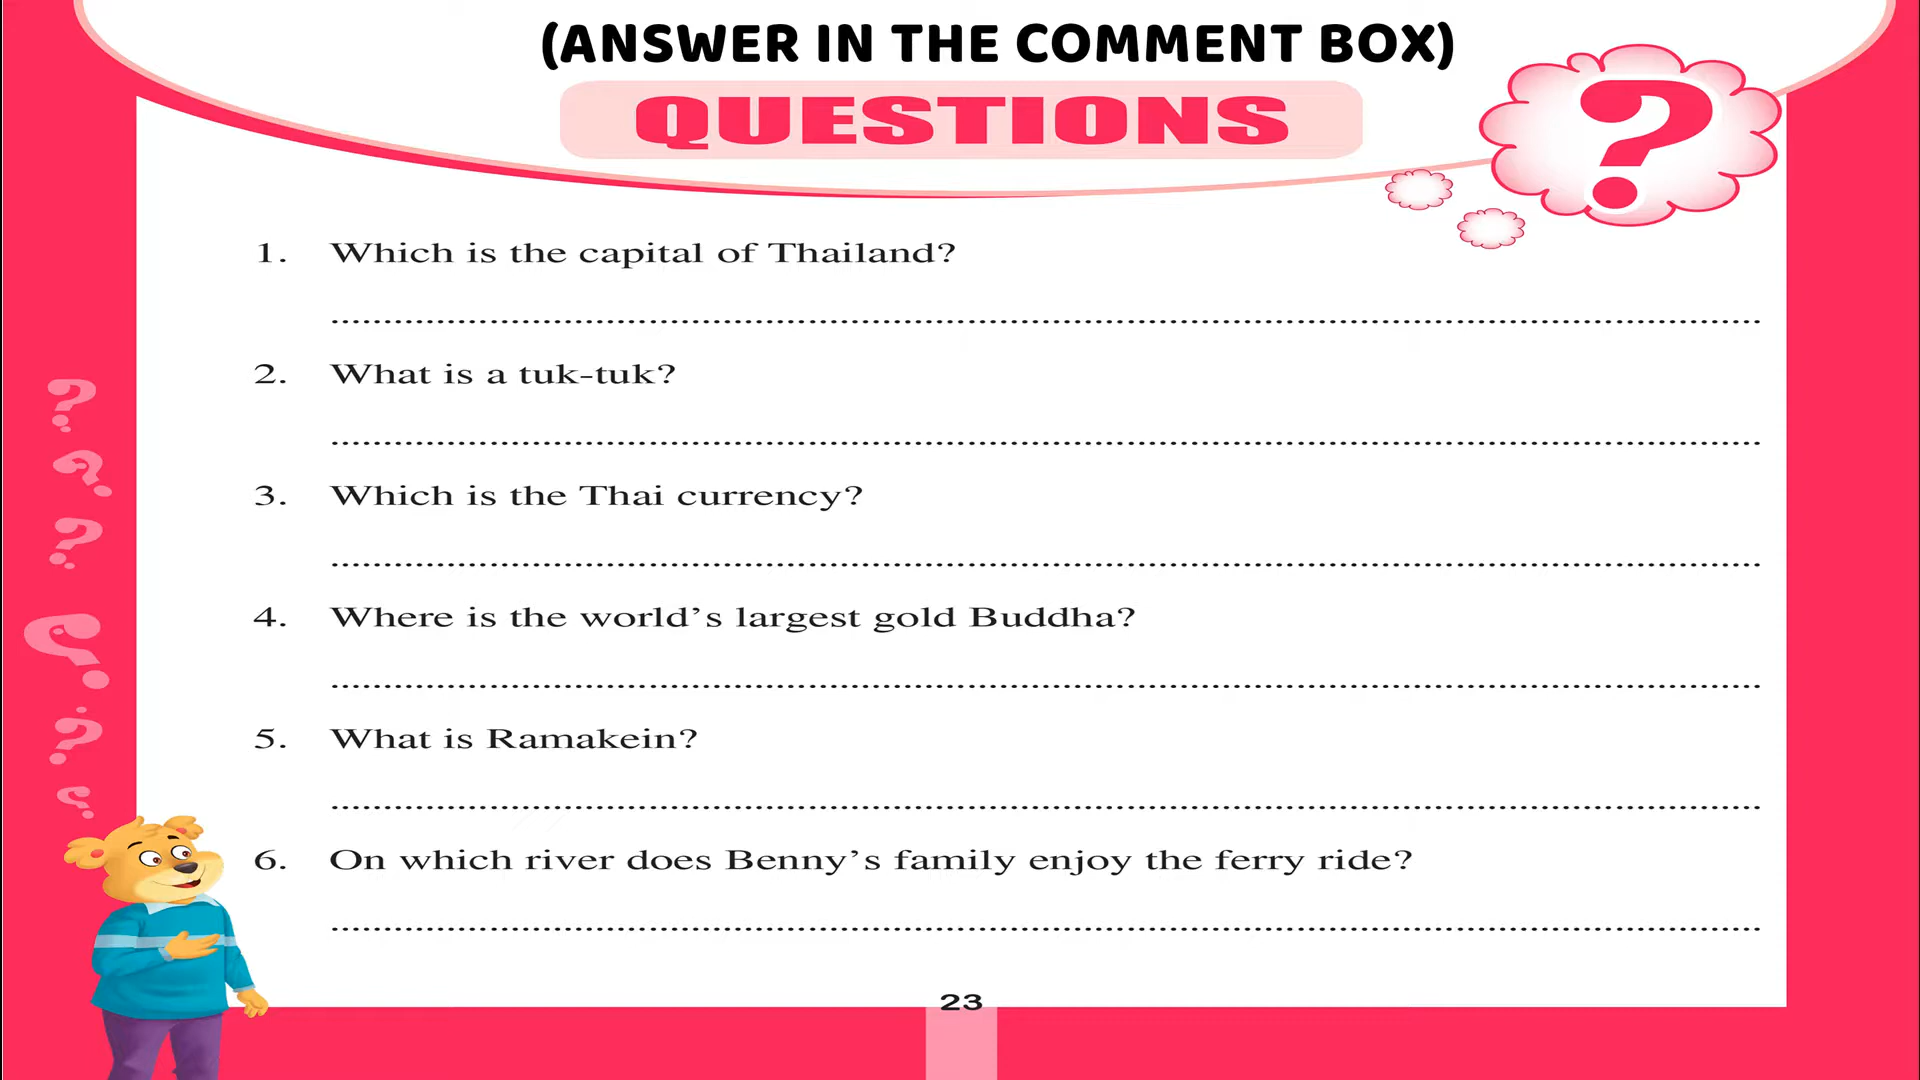 (ANSWER IN THE COMMENT BOX)
QUESTIONS
?
1. Which is the capital of Thailand?
2. What is a tuk-tuk?
3. Which is the Thai currency?
4. Where is the world’s largest gold Buddha?
5. What is Ramakein?
6. On which river does Benny’s family enjoy the ferry ride?
23